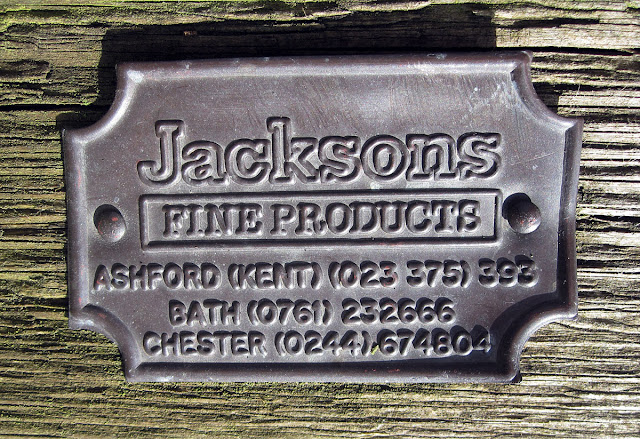 Jacksons
FINE PRODUCTS
ASHFORD (KENT) (023 375) 393
BATH (0761) 232666
CHESTER (0244) 674804